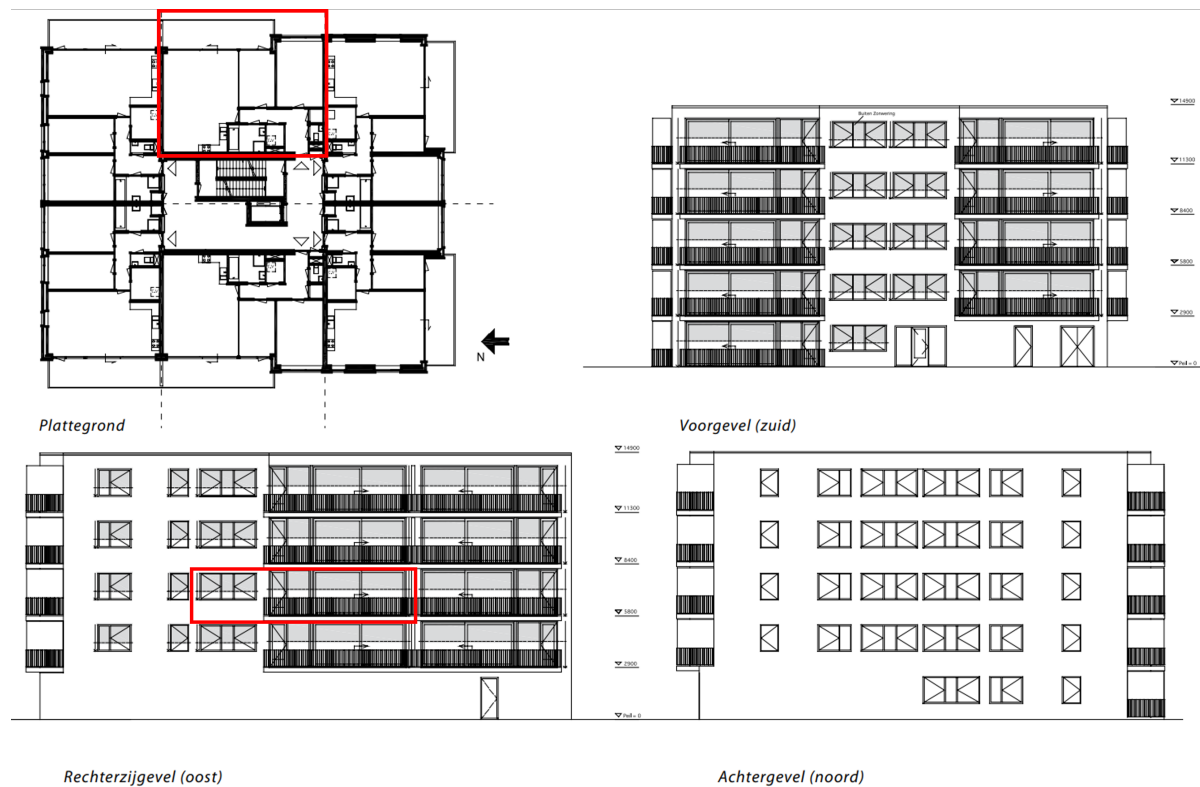 N
Plattegrond
Buiten Zonwering
14900
11300
8400
5800
2900
Peil = 0
Voorgevel (zuid)
14900
11300
8400
5800
2900
Peil = 0
Rechterzijgevel (oost)
Achtergevel (noord)